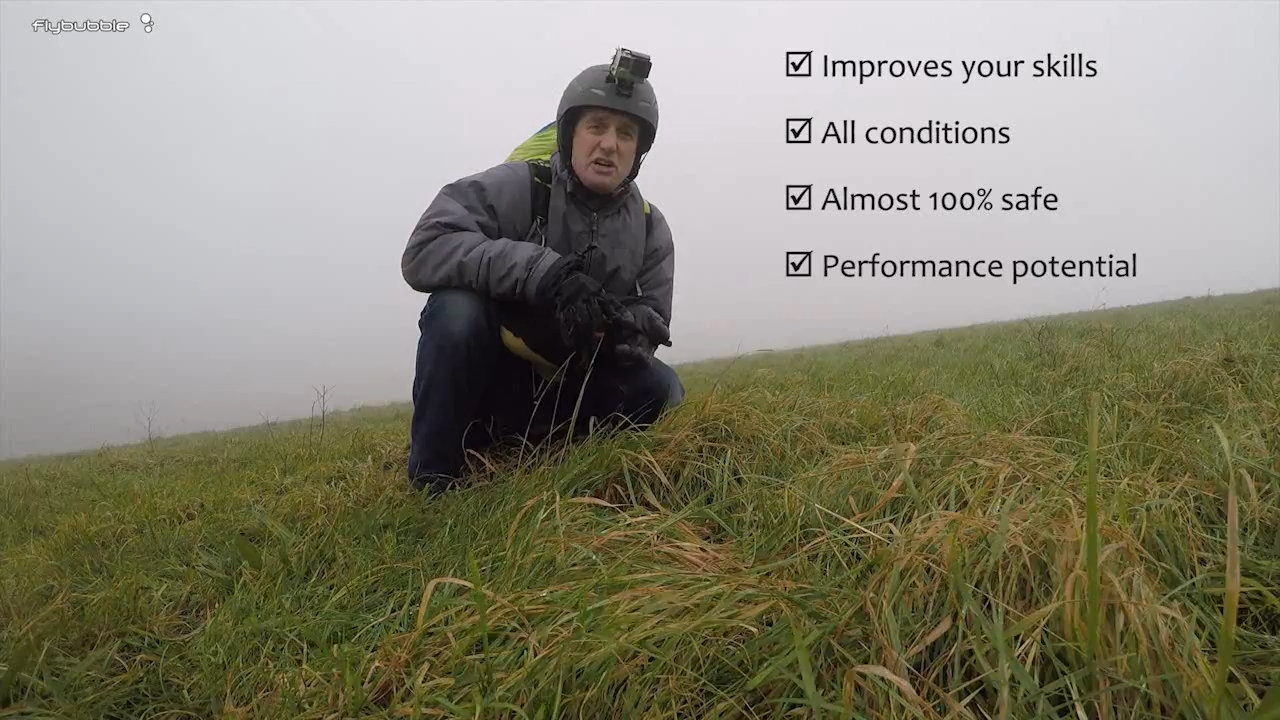 flybubble
Improves your skills
All conditions
Almost 100% safe
Performance potential